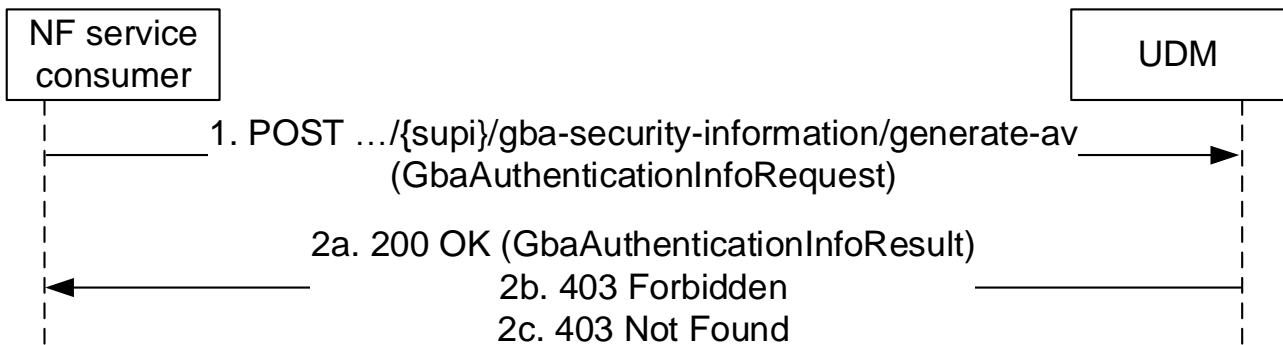 NF service
consumer
UDM
1. POST …/{supi}/gba-security-information/generate-av
(GbaAuthenticationInfoRequest)
2a. 200 OK (GbaAuthenticationInfoResult)
2b. 403 Forbidden
2c. 403 Not Found